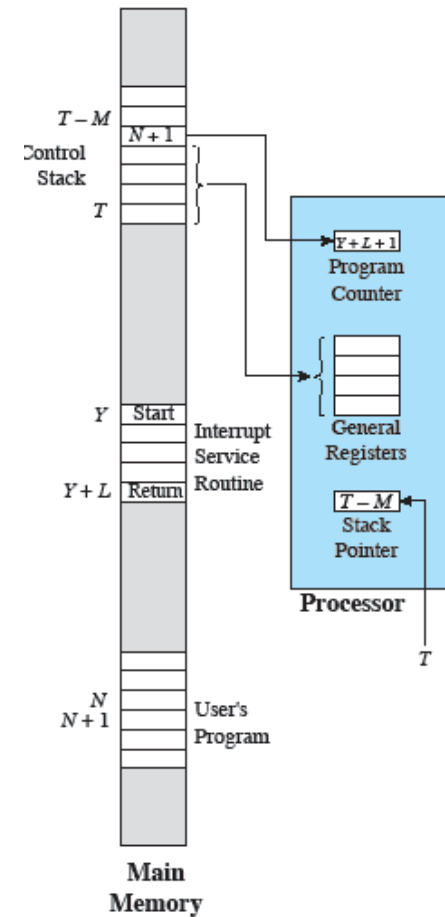 T – M
N + 1
Control
Stack
T
Y + L + 1
Program
Counter
General
Registers
T – M
Stack
Pointer
Processor
T
Y
Start
Interrupt
Service
Routine
Y + L
Return
N
N + 1
User's
Program
Main
Memory